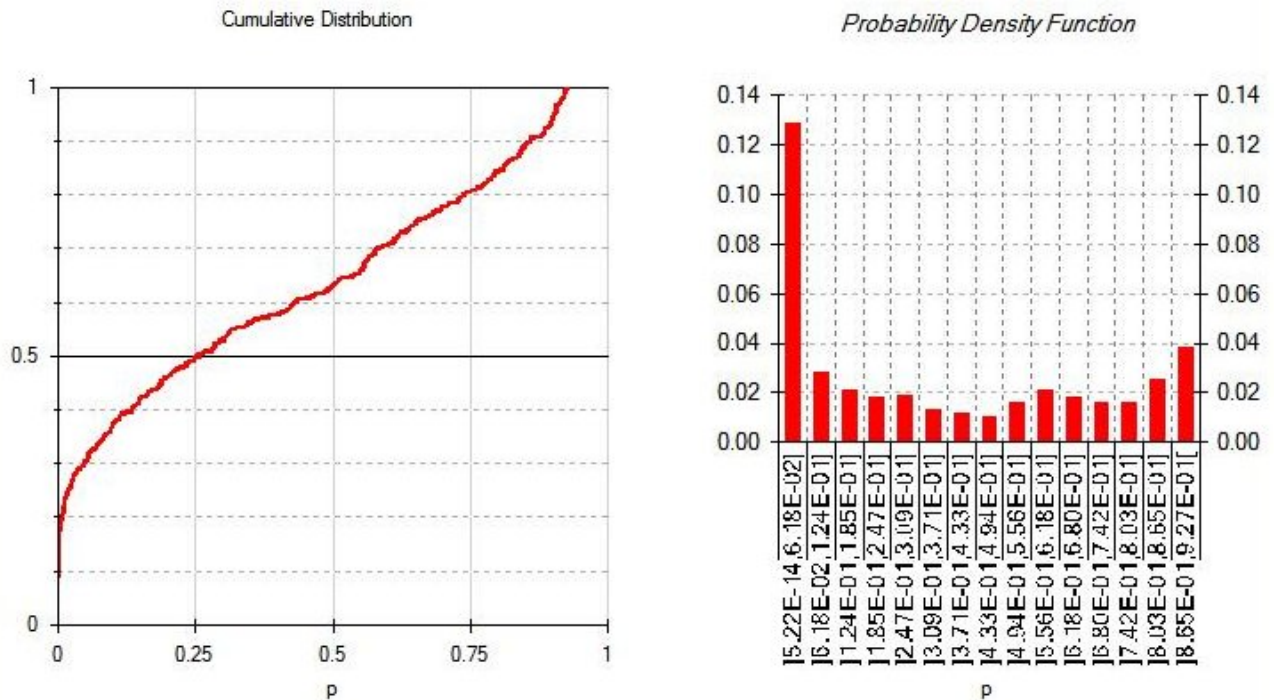 Cumulative Distribution
1
0.5
0
0
0.25
0.5
0.75
1
p
Probability Density Function
0.14
0.12
0.10
0.08
0.06
0.04
0.02
0.00
0.14
0.12
0.10
0.08
0.06
0.04
0.02
0.00
]5.22E-14,6.18E-02]
]6.18E-02,1.24E-01]
]1.24E-01,1.85E-01]
]1.85E-01,2.47E-01]
]2.47E-01,3.09E-01]
]3.09E-01,3.71E-01]
]3.71E-01,4.33E-01]
]4.33E-01,4.94E-01]
]4.94E-01,5.56E-01]
]5.56E-01,6.18E-01]
]6.18E-01,6.80E-01]
]6.80E-01,7.42E-01]
]7.42E-01,8.03E-01]
]8.03E-01,8.65E-01]
]8.65E-01,9.27E-01[
p